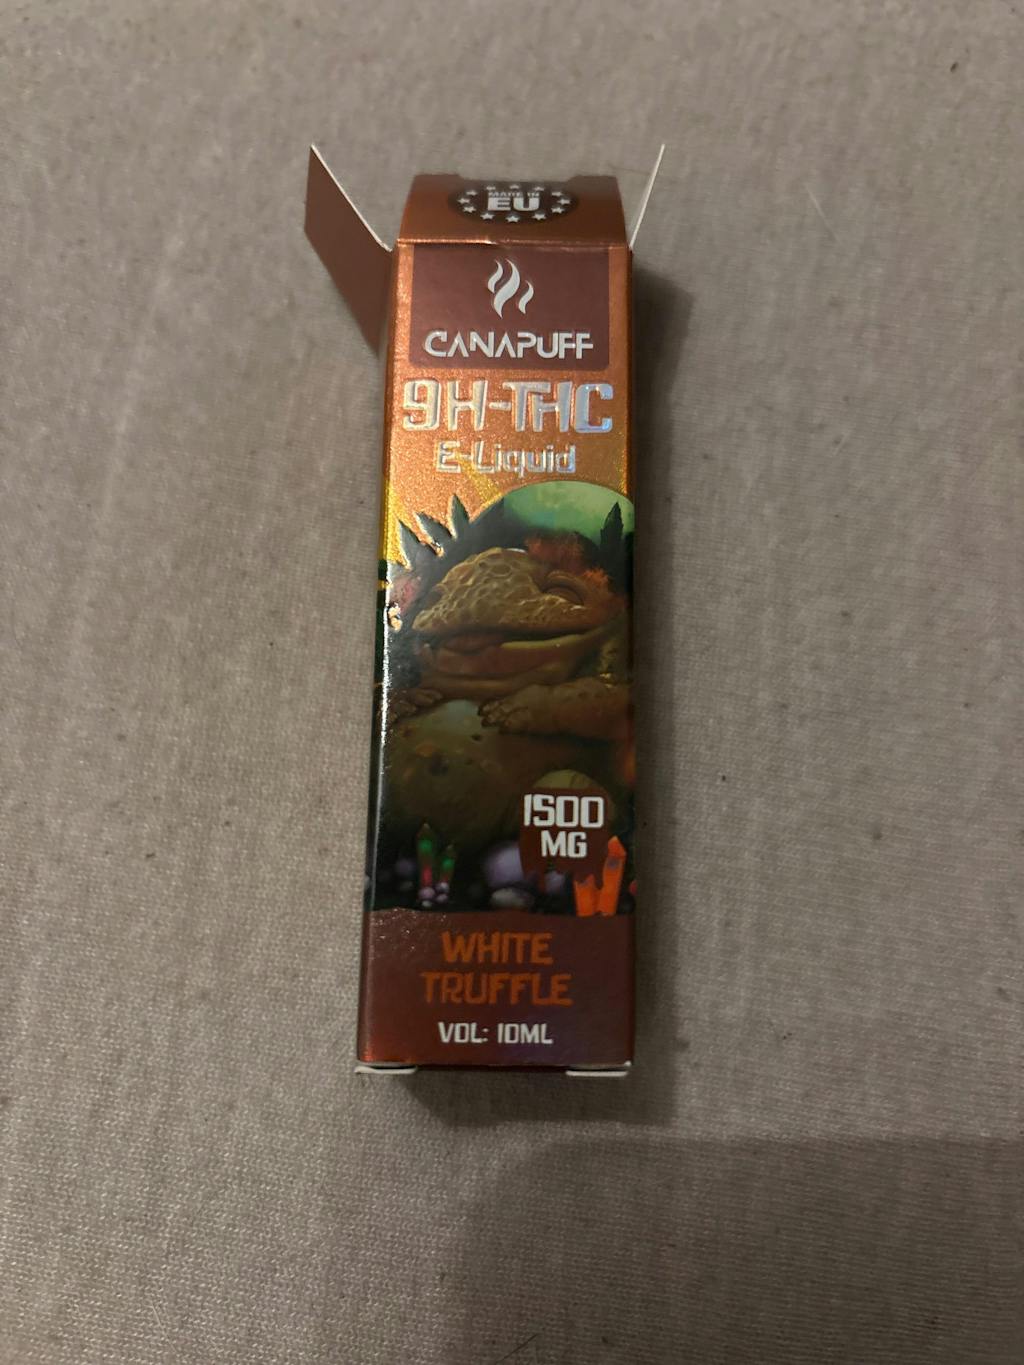 MADE IN
EU
CANAPUFF
9H-THC
E-Liquid
1500
MG
WHITE
TRUFFLE
VOL: 10ML